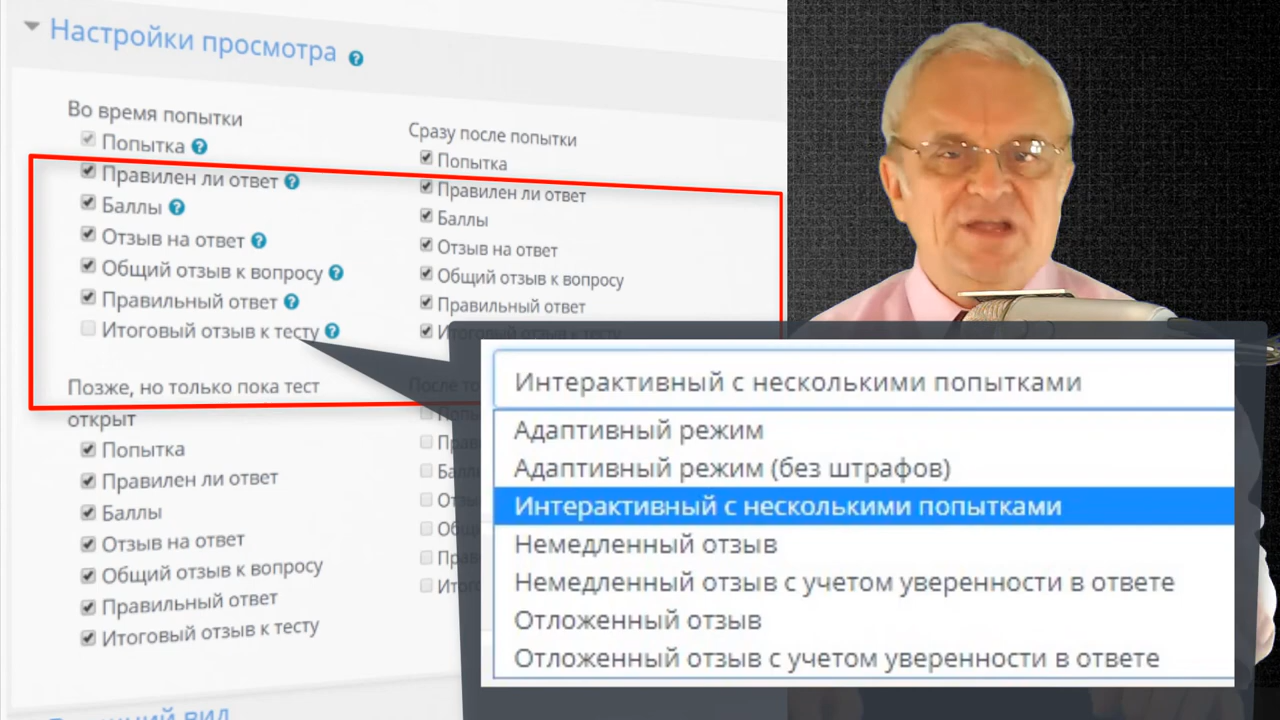 Настройки просмотра
Во время попытки
Попытка
Правилен ли ответ
Баллы
Отзыв на ответ
Общий отзыв к вопросу
Правильный ответ
Итоговый отзыв к тесту
Сразу после попытки
Попытка
Правилен ли ответ
Баллы
Отзыв на ответ
Общий отзыв к вопросу
Правильный ответ
Итоговый отзыв к тесту
Позже, но только пока тест
открыт
Попытка
Правилен ли ответ
Баллы
Отзыв на ответ
Общий отзыв к вопросу
Правильный ответ
Итоговый отзыв к тесту
Интерактивный с несколькими попытками
Адаптивный режим
Адаптивный режим (без штрафов)
Интерактивный с несколькими попытками
Немедленный отзыв
Немедленный отзыв с учетом уверенности в ответе
Отложенный отзыв
Отложенный отзыв с учетом уверенности в ответе